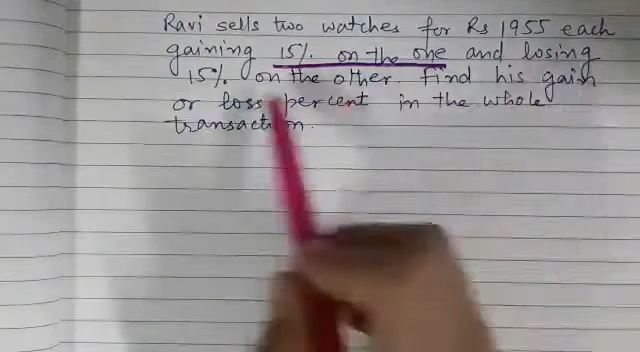 Ravi sells two watches for Rs 1955 each
gaining 15% on the one and losing
15% on the other. Find his gain
or loss percent in the whole
transaction.